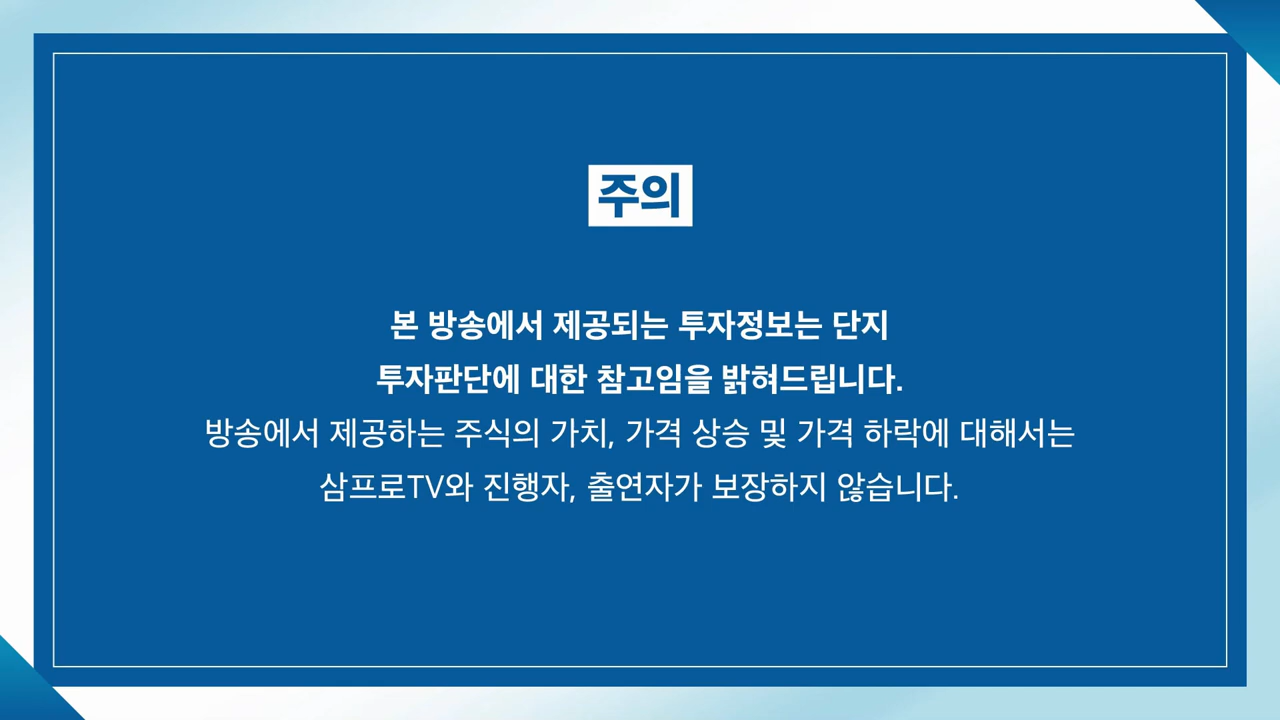 주의
본 방송에서 제공되는 투자정보는 단지
투자판단에 대한 참고임을 밝혀드립니다.
방송에서 제공하는 주식의 가치, 가격 상승 및 가격 하락에 대해서는
삼프로TV와 진행자, 출연자가 보장하지 않습니다.